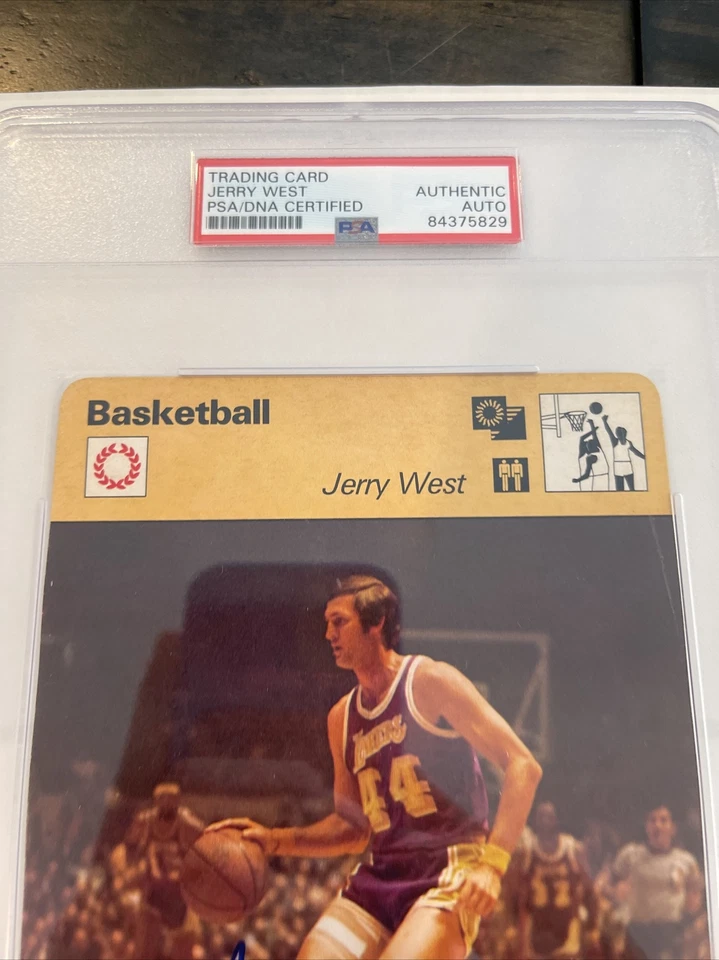 TRADING CARD
JERRY WEST
PSA/DNA CERTIFIED
AUTHENTIC
AUTO
84375829
PSA
Basketball
Jerry West
LAKERS
44